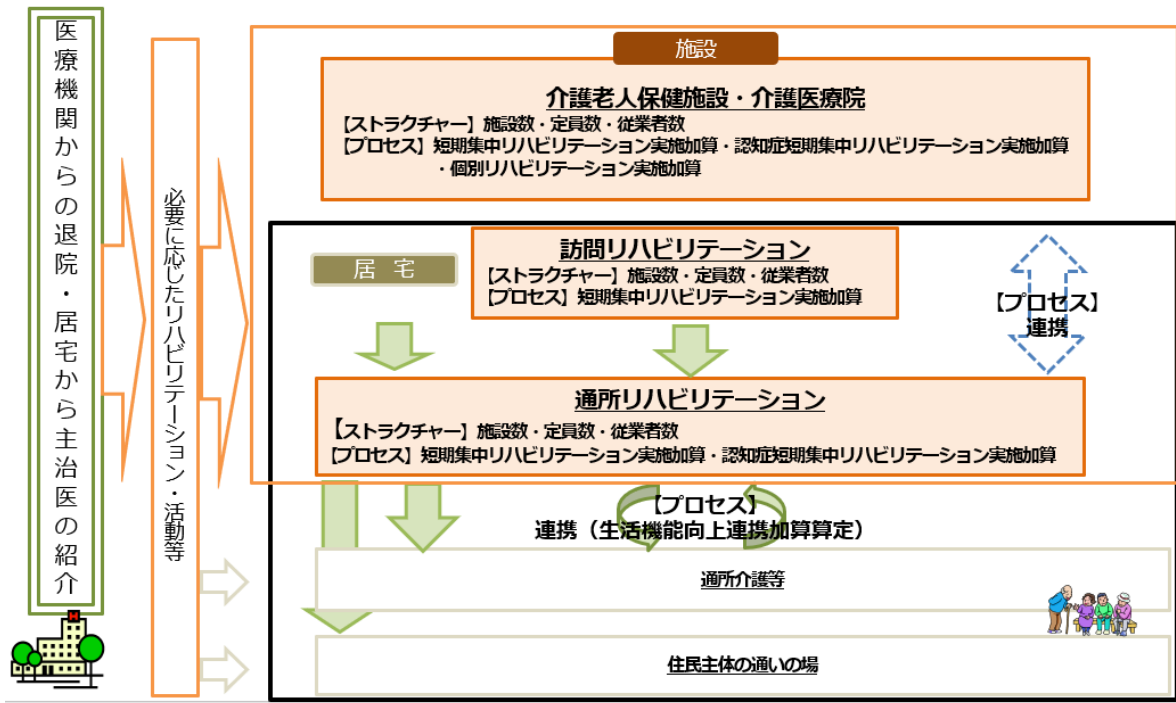 医療機関からの退院・居宅から主治医の紹介
必要に応じたリハビリテーション・活動等
施設
介護老人保健施設・介護医療院
【ストラクチャー】施設数・定員数・従業者数
【プロセス】短期集中リハビリテーション実施加算・認知症短期集中リハビリテーション実施加算
・個別リハビリテーション実施加算
居 宅
訪問リハビリテーション
【ストラクチャー】施設数・定員数・従業者数
【プロセス】短期集中リハビリテーション実施加算
【プロセス】
連携
通所リハビリテーション
【ストラクチャー】施設数・定員数・従業者数
【プロセス】短期集中リハビリテーション実施加算・認知症短期集中リハビリテーション実施加算
【プロセス】
連携（生活機能向上連携加算算定）
通所介護等
住民主体の通いの場
H